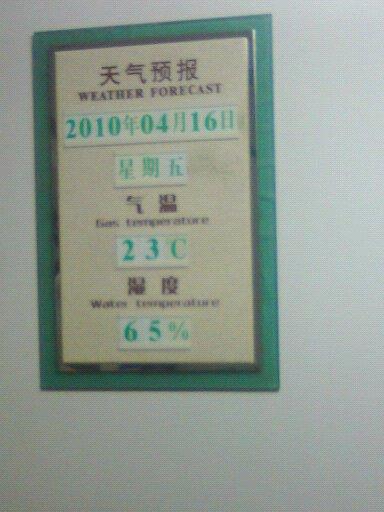 天气预报
WEATHER FORECAST
2010年04月16日
星期五
气温
Gas temperature
23C
湿度
Water temperature
65%